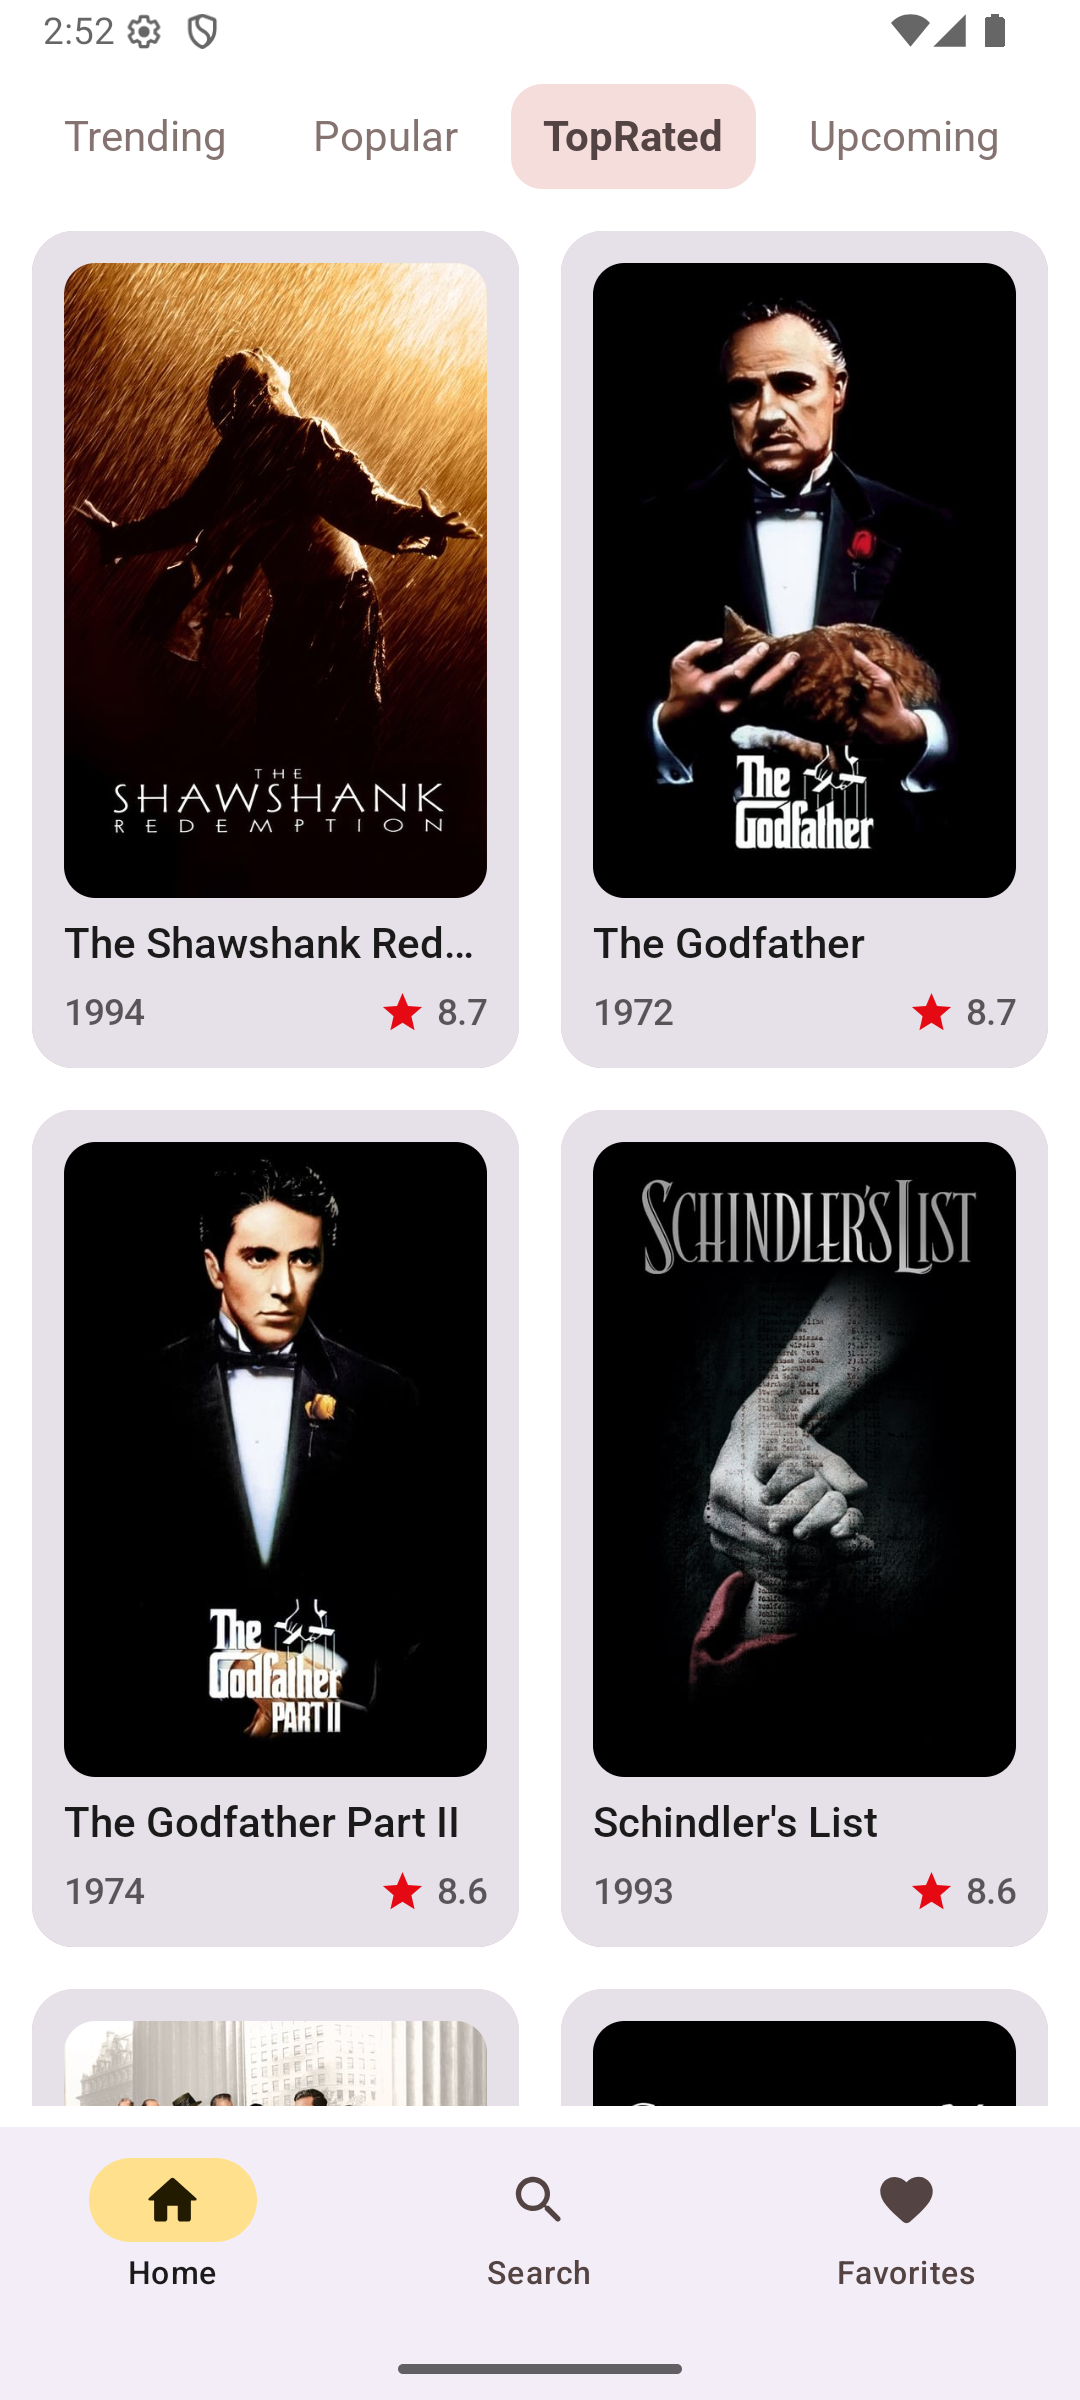 2:52
Trending Popular TopRated Upcoming
THE
SHAWSHANK
REDEMPTION
The Shawshank Red...
1994 8.7
The
Godfather
The Godfather
1972 8.7
The
Godfather
PART II
The Godfather Part II
1974 8.6
SCHINDLER'S LIST
Schindler's List
1993 8.6
Home Search Favorites